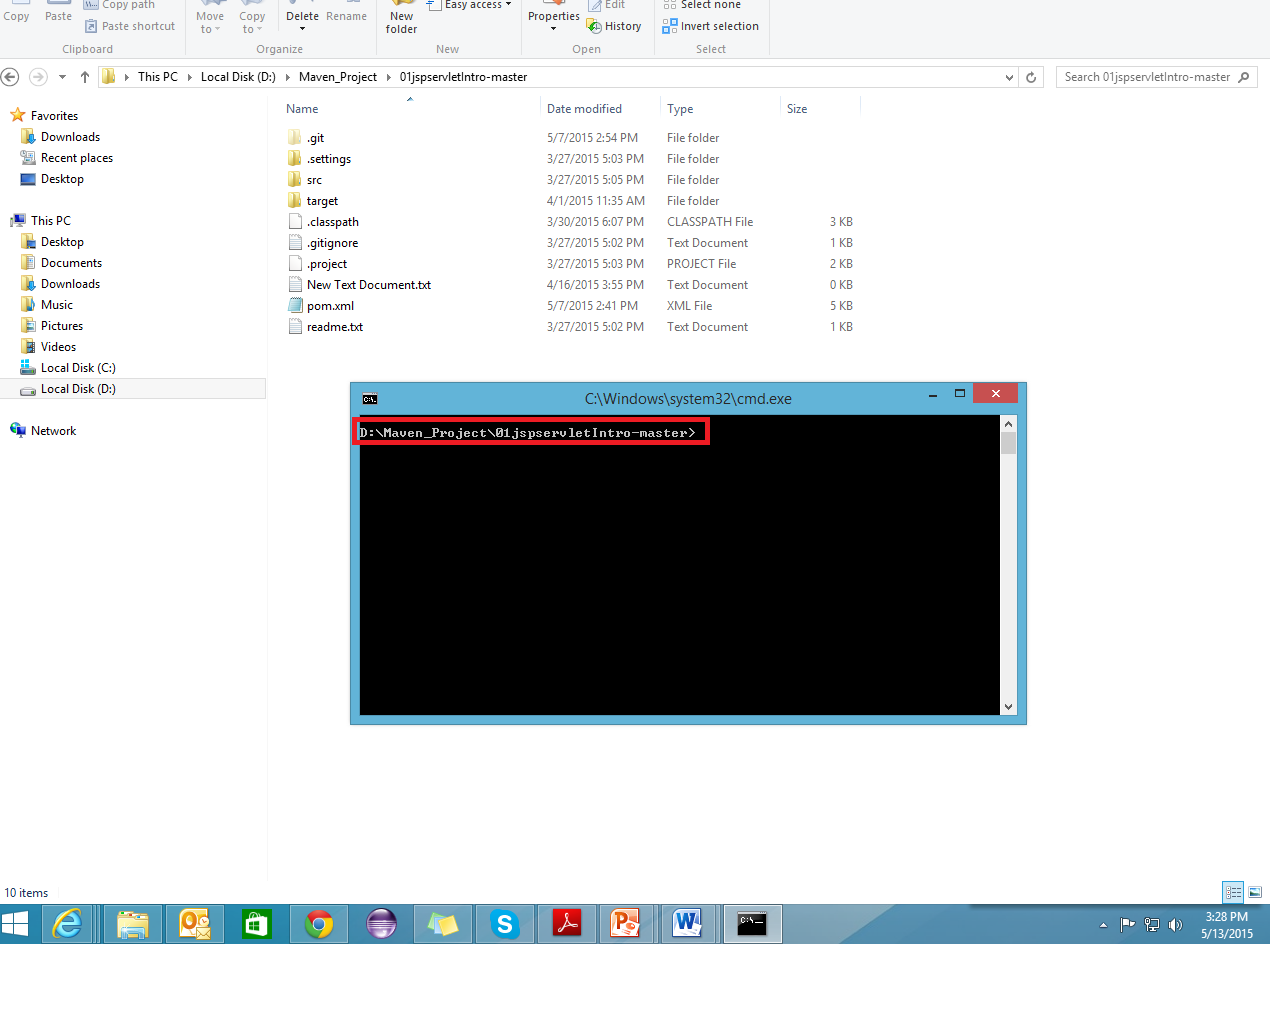 Copy Paste Copy path
Paste shortcut
Move to Copy to Delete Rename
New folder
Easy access
Properties
Edit
History
Select none
Invert selection
Clipboard Organize New Open Select
This PC Local Disk (D:) Maven_Project 01jspservletIntro-master
Search 01jspservletIntro-master
Favorites
Downloads
Recent places
Desktop
This PC
Desktop
Documents
Downloads
Music
Pictures
Videos
Local Disk (C:)
Local Disk (D:)
Network
Name Date modified Type Size
.git 5/7/2015 2:54 PM File folder
.settings 3/27/2015 5:03 PM File folder
src 3/27/2015 5:05 PM File folder
target 4/1/2015 11:35 AM File folder
.classpath 3/30/2015 6:07 PM CLASSPATH File 3 KB
.gitignore 3/27/2015 5:02 PM Text Document 1 KB
.project 3/27/2015 5:03 PM PROJECT File 2 KB
New Text Document.txt 4/16/2015 3:55 PM Text Document 0 KB
pom.xml 5/7/2015 2:41 PM XML File 5 KB
readme.txt 3/27/2015 5:02 PM Text Document 1 KB
C:\Windows\system32\cmd.exe
D:\Maven_Project\01jspservletIntro-master>
10 items
3:28 PM
5/13/2015